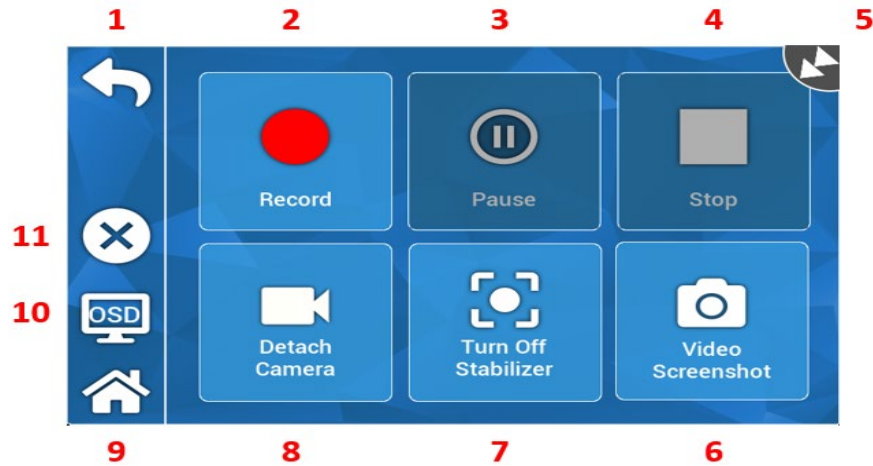 1 2 3 4 5
Record Pause Stop
11
OSD
10
Detach
Camera
Turn Off
Stabilizer
Video
Screenshot
9 8 7 6